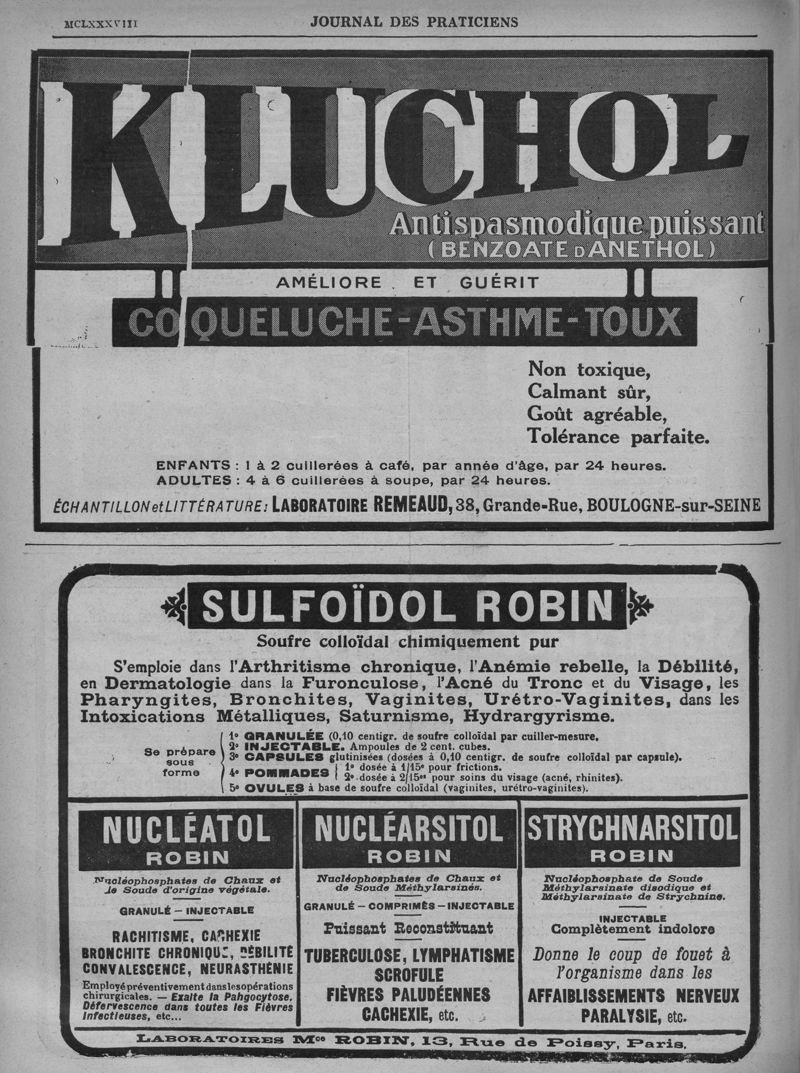 MCLXXXVIII
JOURNAL DES PRATICIENS
KLUCHOL
Antispasmodique puissant
(BENZOATE D'ANETHOL)
AMÉLIORE ET GUÉRIT
COQUELUCHE-ASTHME-TOUX
Non toxique,
Calmant sûr,
Goût agréable,
Tolérance parfaite.
ENFANTS : 1 à 2 cuillerées à café, par année d'âge, par 24 heures.
ADULTES : 4 à 6 cuillerées à soupe, par 24 heures.
ÉCHANTILLON et LITTÉRATURE : LABORATOIRE REMEAUD, 38, Grande-Rue, BOULOGNE-sur-SEINE
SULFOÏDOL ROBIN
Soufre colloïdal chimiquement pur
S'emploie dans l'Arthritisme chronique, l'Anémie rebelle, la Débilité,
en Dermatologie dans la Furonculose, l'Acné du Tronc et du Visage, les
Pharyngites, Bronchites, Vaginites, Urétro-Vaginites, dans les
Intoxications Métalliques, Saturnisme, Hydrargyrisme.
Se prépare
sous
forme
1° GRANULÉE (0,10 centigr. de soufre colloïdal par cuiller-mesure.
2° INJECTABLE. Ampoules de 2 cent. cubes.
3° CAPSULES glutinisées (dosées à 0,10 centigr. de soufre colloïdal par capsule).
4° POMMADES
1° dosée à 1/15e pour frictions.
2° dosée à 2/15es pour soins du visage (acné, rhinites).
5° OVULES à base de soufre colloïdal (vaginites, urétro-vaginites).
NUCLÉATOL
ROBIN
Nucléophosphates de Chaux et
de Soude d'origine végétale.
GRANULÉ – INJECTABLE
RACHITISME, CACHEXIE
BRONCHITE CHRONIQUE, DÉBILITÉ
CONVALESCENCE, NEURASTHÉNIE
Employé préventivement dans les opérations
chirurgicales. — Exalte la Pahgocytose.
Défervescence dans toutes les Fièvres
Infectieuses, etc...
NUCLÉARSITOL
ROBIN
Nucléophosphates de Chaux et
de Soude Méthylarsinés.
GRANULÉ – COMPRIMÉS – INJECTABLE
Puissant Reconstituant
TUBERCULOSE, LYMPHATISME
SCROFULE
FIÈVRES PALUDÉENNES
CACHEXIE, etc.
STRYCHNARSITOL
ROBIN
Nucléophosphate de Soude
Méthylarsinate disodique et
Méthylarsinate de Strychnine.
INJECTABLE
Complètement indolore
Donne le coup de fouet à
l'organisme dans les
AFFAIBLISSEMENTS NERVEUX
PARALYSIE, etc.
LABORATOIRES Mce ROBIN, 13, Rue de Poissy, Paris.